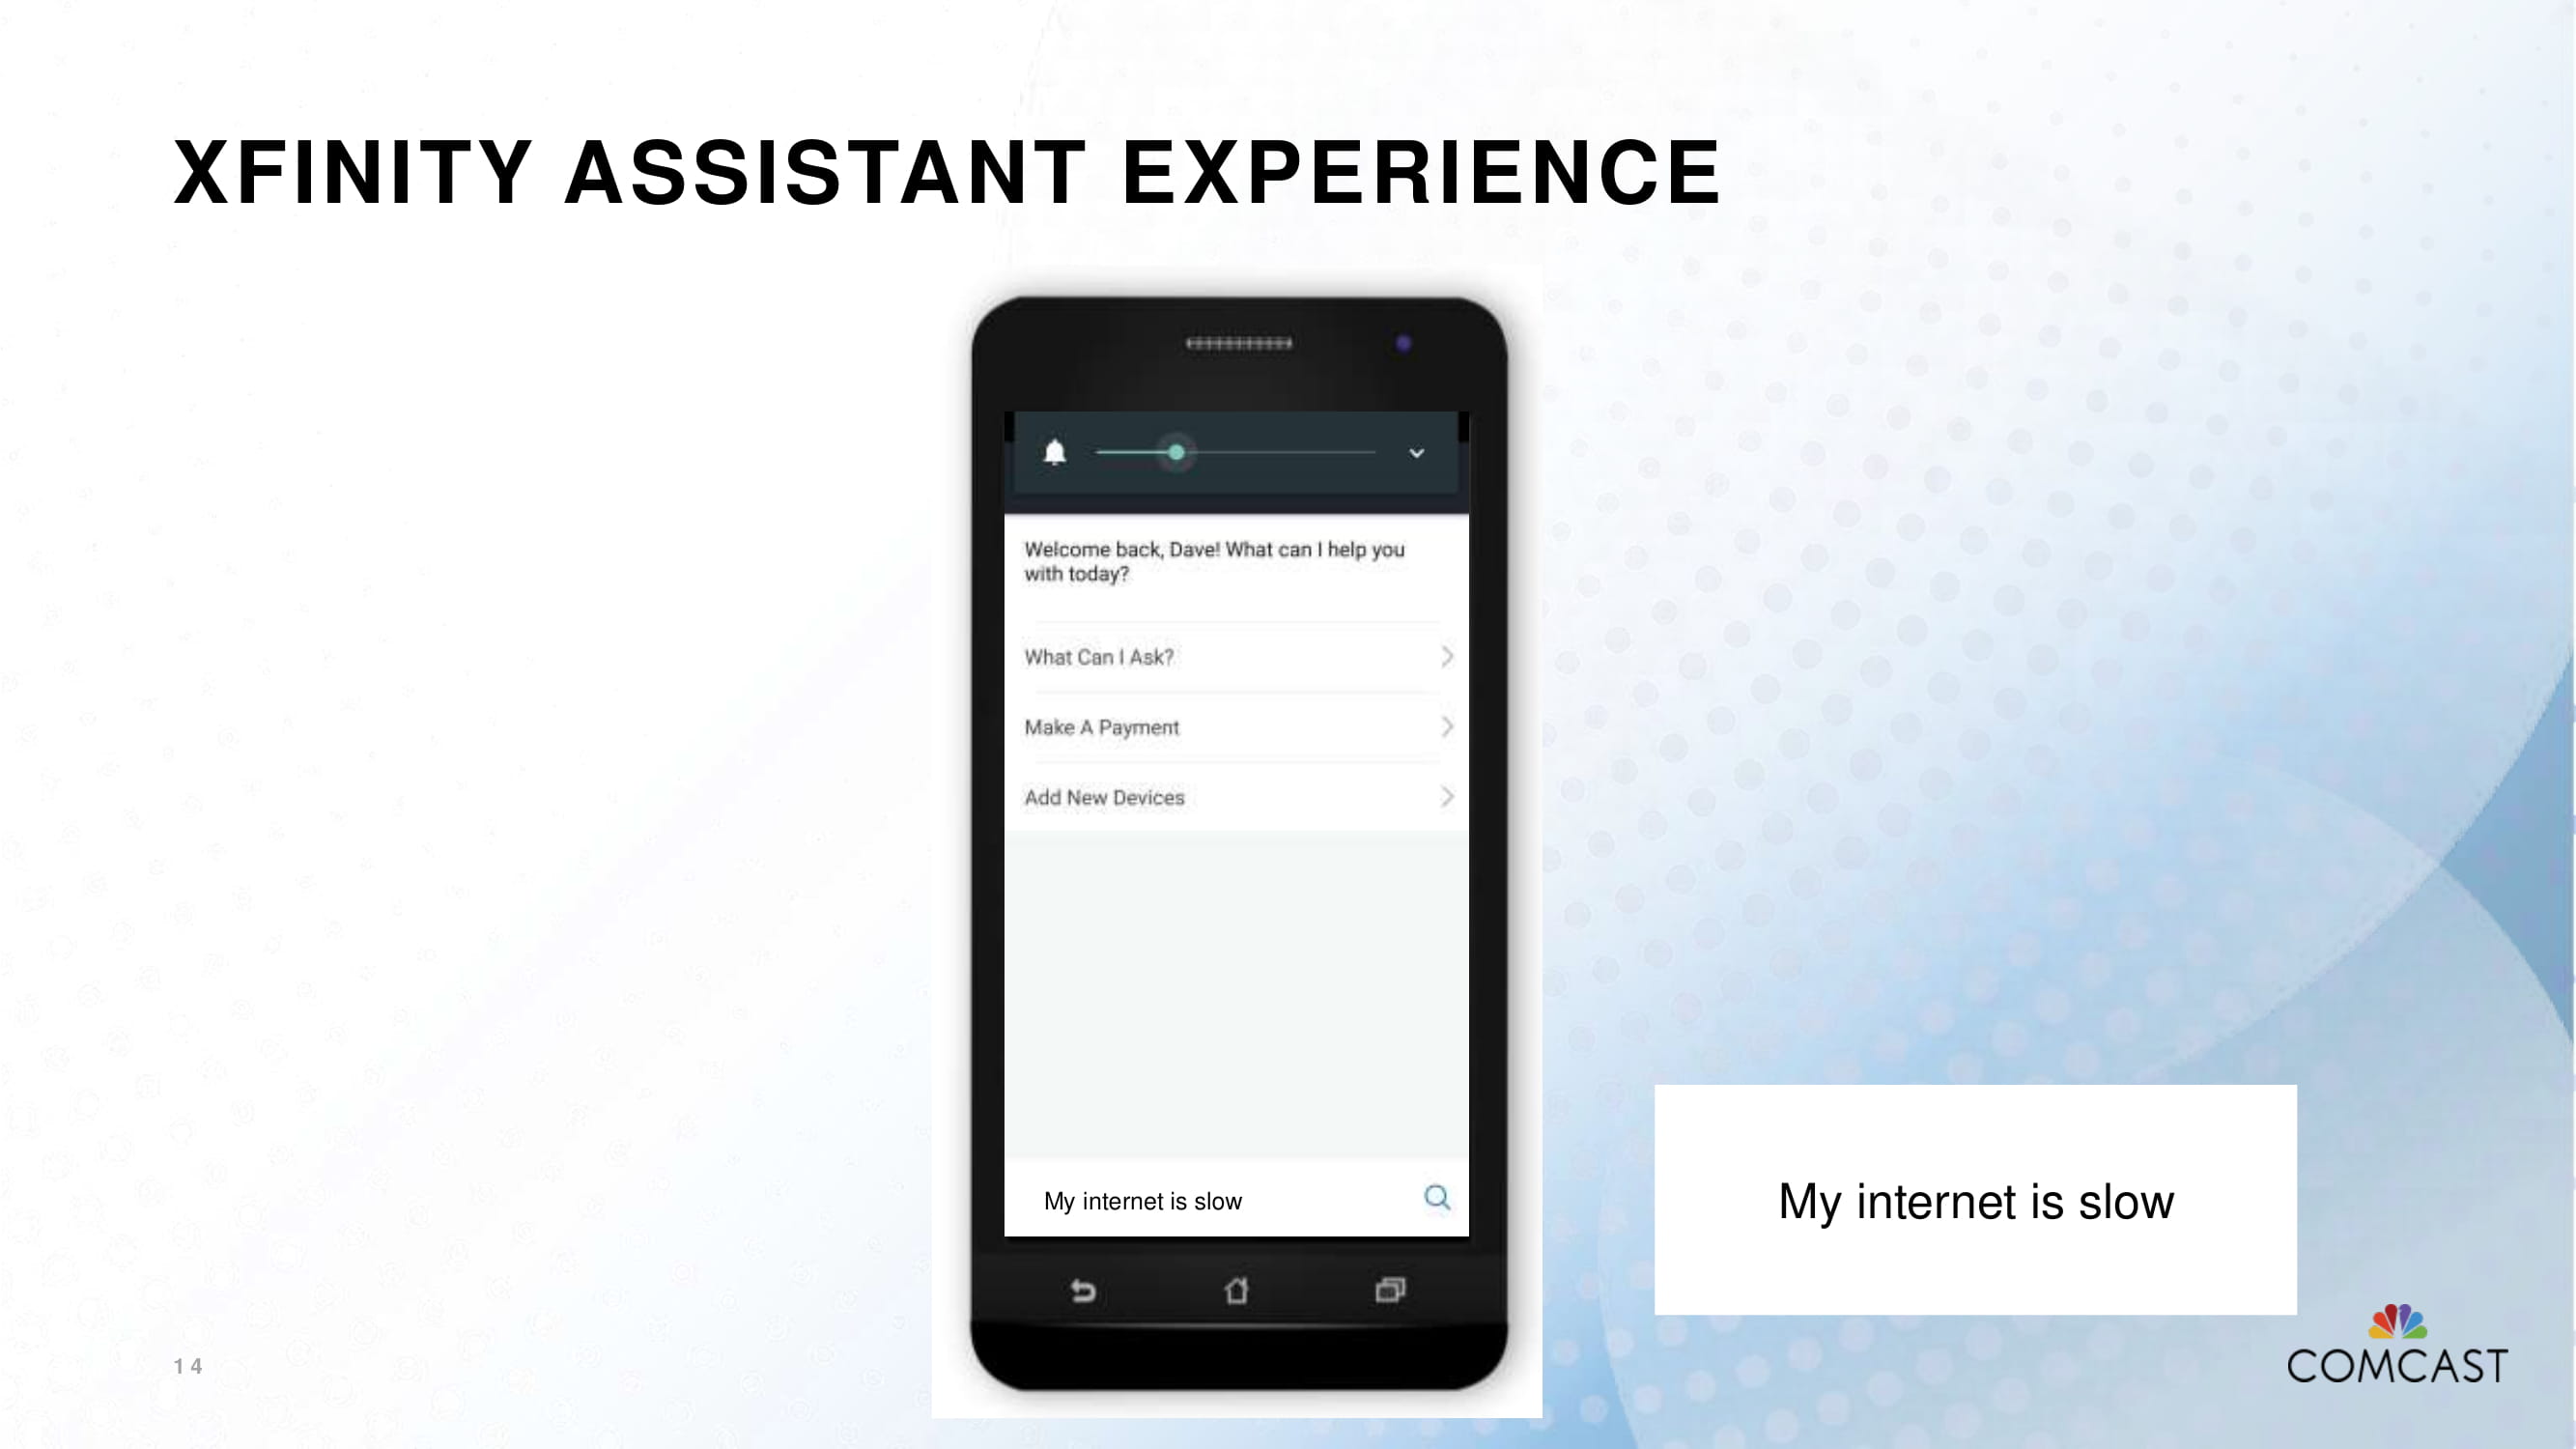 XFINITY ASSISTANT EXPERIENCE
Welcome back, Dave! What can I help you
with today?
What Can I Ask?
Make A Payment
Add New Devices
My internet is slow
My internet is slow
14
COMCAST